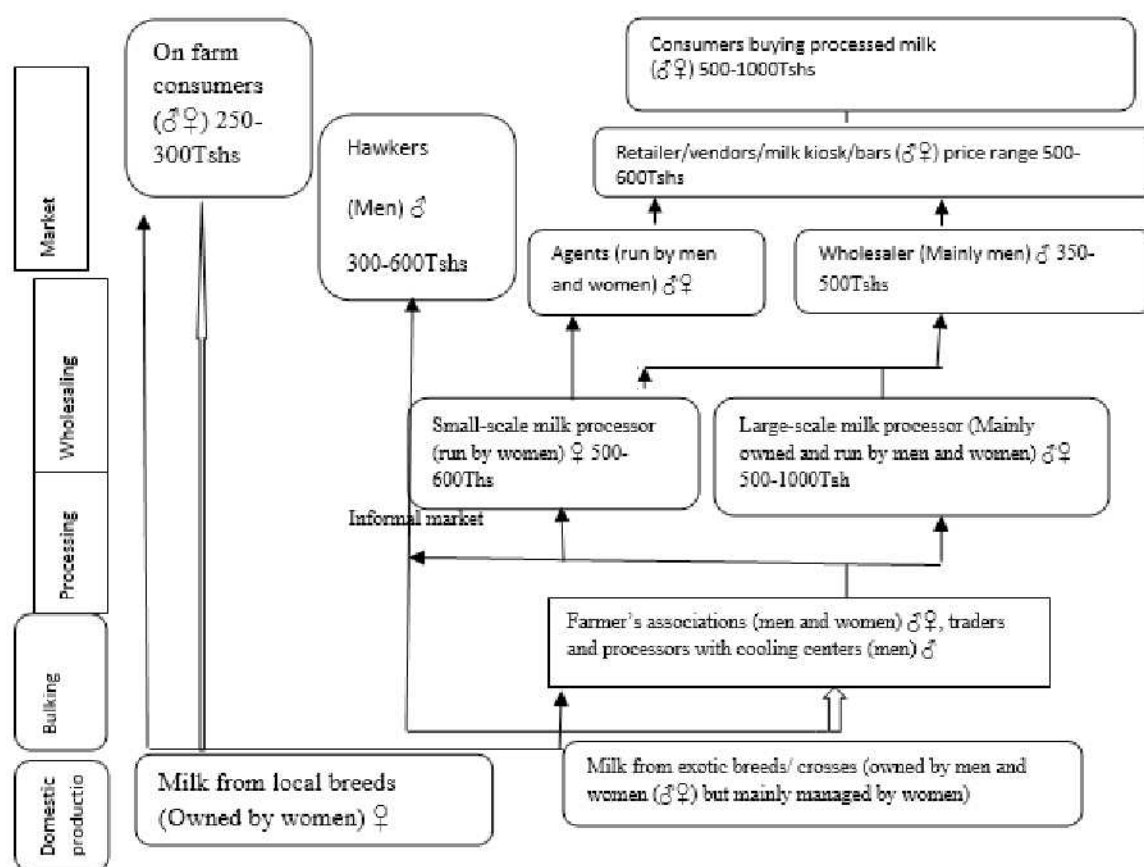 On farm
consumers
(♂♀) 250-
300Tshs
Consumers buying processed milk
(♂♀) 500-1000Tshs
Hawkers
(Men) ♂
300-600Tshs
Retailer/vendors/milk kiosk/bars (♂♀) price range 500-
600Tshs
Agents (run by men
and women) ♂♀
Wholesaler (Mainly men) ♂ 350-
500Tshs
Market
Wholesaling
Small-scale milk processor
(run by women) ♀ 500-
600Ths
Large-scale milk processor (Mainly
owned and run by men and women) ♂♀
500-1000Tsh
Informal market
Processing
Farmer's associations (men and women) ♂♀, traders
and processors with cooling centers (men) ♂
Bulking
Milk from local breeds
(Owned by women) ♀
Milk from exotic breeds/ crosses (owned by men and
women (♂♀) but mainly managed by women)
Domestic
productio